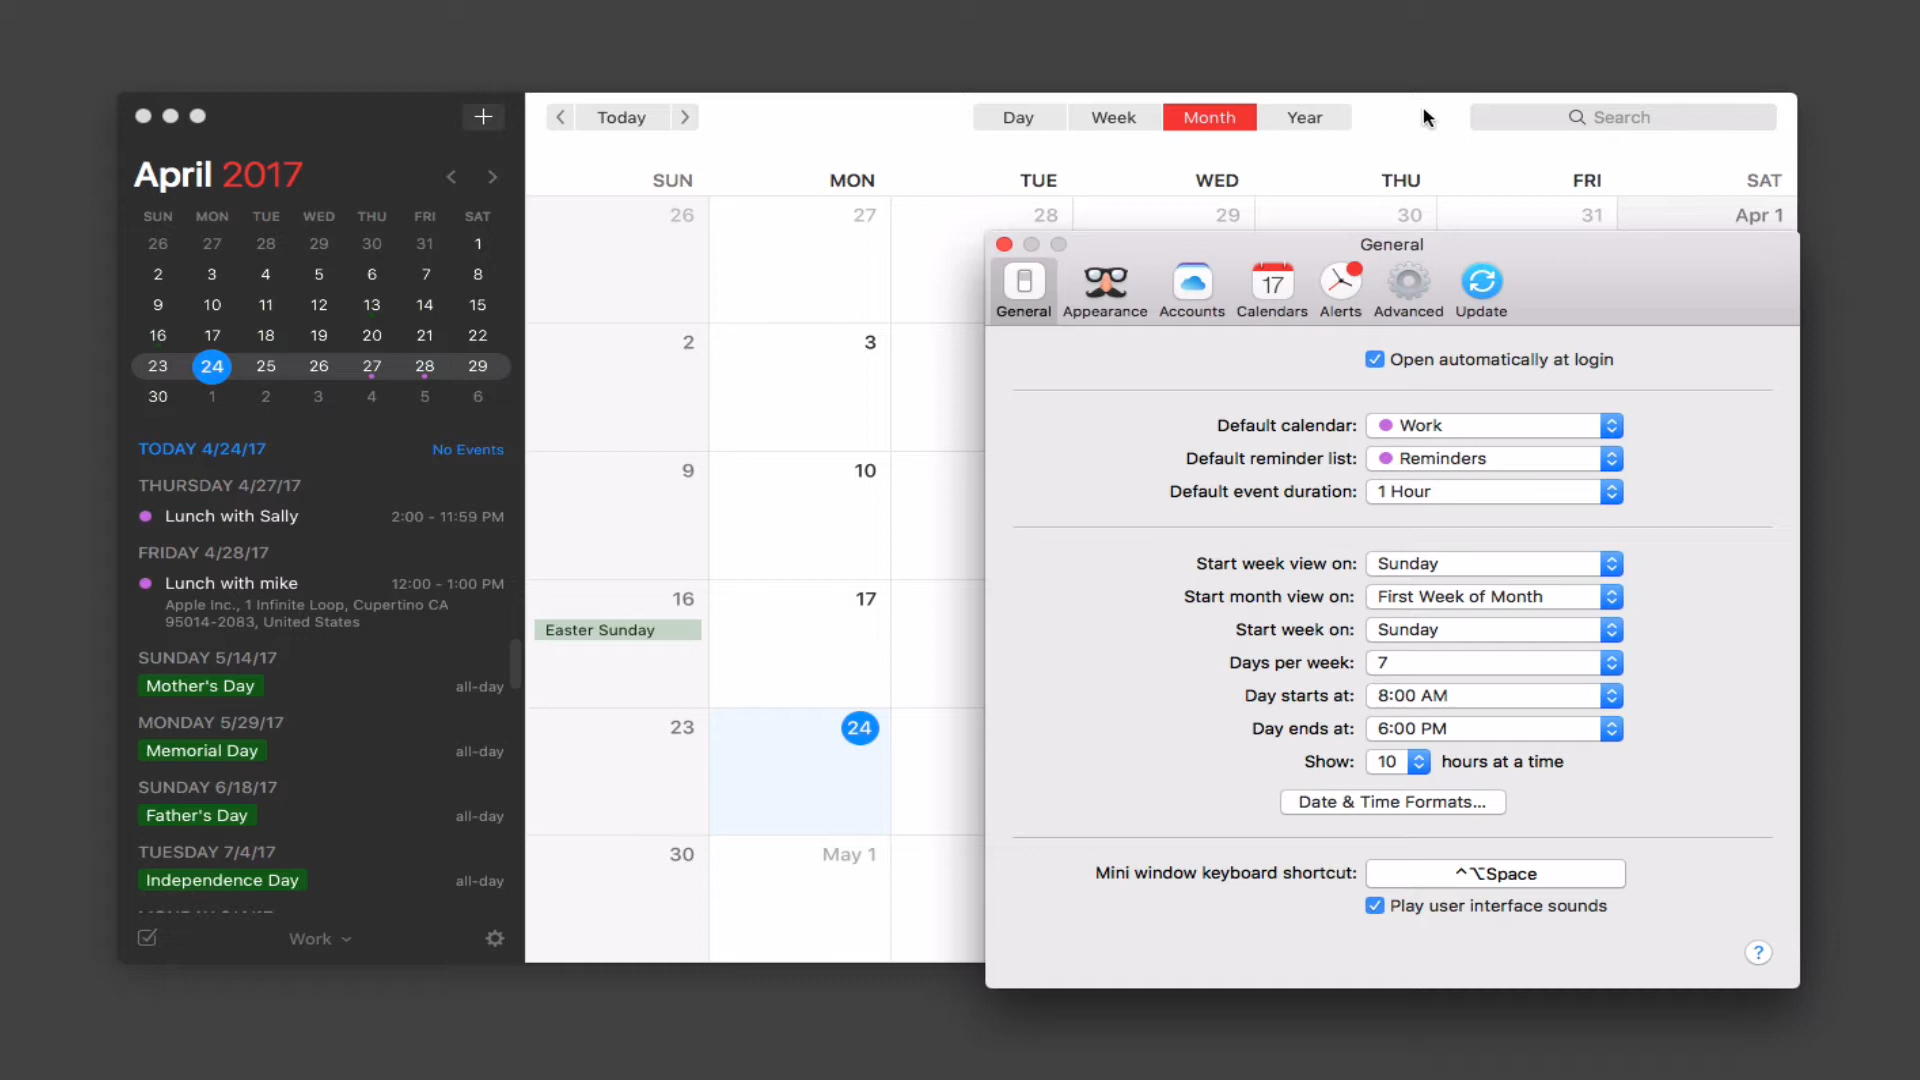 April 2017
SUN MON TUE WED THU FRI SAT
26 27 28 29 30 31 1
2 3 4 5 6 7 8
9 10 11 12 13 14 15
16 17 18 19 20 21 22
23 24 25 26 27 28 29
30 1 2 3 4 5 6
TODAY 4/24/17 No Events
THURSDAY 4/27/17
Lunch with Sally 2:00 - 11:59 PM
FRIDAY 4/28/17
Lunch with mike 12:00 - 1:00 PM
Apple Inc., 1 Infinite Loop, Cupertino CA
95014-2083, United States
SUNDAY 5/14/17
Mother's Day all-day
MONDAY 5/29/17
Memorial Day all-day
SUNDAY 6/18/17
Father's Day all-day
TUESDAY 7/4/17
Independence Day all-day
Work
Today Day Week Month Year Search
SUN MON TUE WED THU FRI SAT
26 27 28 29 30 31 Apr 1
2 3
9 10
16 17
Easter Sunday
23 24
30 May 1
General
17
General Appearance Accounts Calendars Alerts Advanced Update
Open automatically at login
Default calendar: Work
Default reminder list: Reminders
Default event duration: 1 Hour
Start week view on: Sunday
Start month view on: First Week of Month
Start week on: Sunday
Days per week: 7
Day starts at: 8:00 AM
Day ends at: 6:00 PM
Show: 10 hours at a time
Date & Time Formats...
Mini window keyboard shortcut: ^⌥Space
Play user interface sounds
?